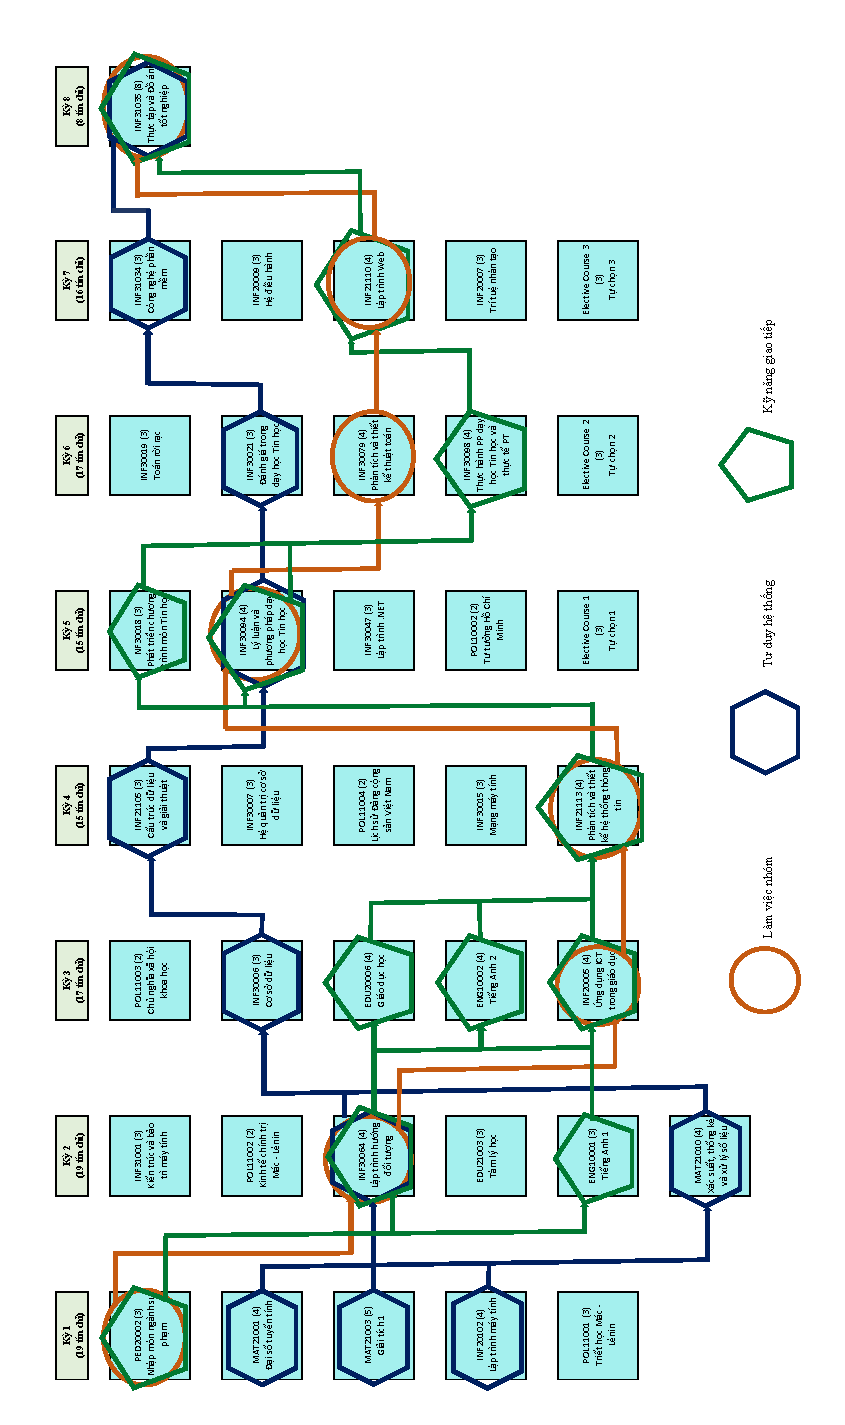 Kỳ 1
(19 tín chỉ)
PED20002 (3)
Nhập môn ngành sư
phạm
MAT21001 (4)
Đại số tuyến tính
MAT21003 (5)
Giải tích 1
INF20102 (4)
Lập trình máy tính
POL11001 (3)
Triết học Mác -
Lênin
Kỳ 2
(19 tín chỉ)
INF31001 (3)
Kiến trúc và bảo
trì máy tính
POL11002 (2)
Kinh tế chính trị
Mác - Lênin
INF30064 (4)
Lập trình hướng
đối tượng
EDU21003 (3)
Tâm lý học
ENG10001 (3)
Tiếng Anh 1
MAT21010 (4)
xác suất, thống kê
và xử lý số liệu
Kỳ 3
(17 tín chỉ)
POL11003 (2)
Chủ nghĩa xã hội
khoa học
INF30006 (3)
Cơ sở dữ liệu
EDU20006 (4)
Giáo dục học
ENG10002 (4)
Tiếng Anh 2
INF20005 (4)
Ứng dụng ICT
trong giáo dục
Kỳ 4
(15 tín chỉ)
INF21105 (3)
Cấu trúc dữ liệu
và giải thuật
INF30007 (3)
Hệ quản trị cơ sở
dữ liệu
POL11004 (2)
Lịch sử Đảng cộng
sản Việt Nam
INF30015 (3)
Mạng máy tính
INF21113 (4)
Phân tích và thiết
kế hệ thống thông
tin
Kỳ 5
(15 tín chỉ)
NF30018 (3)
Phát triển chương
trình môn Tin học
INF30094 (4)
Lý luận và
phương pháp dạy
học Tin học
INF30047 (3)
Lập trình .NET
POL10002 (2)
Tư tưởng Hồ Chí
Minh
Elective Course 1
(3)
Tự chọn 1
Kỳ 6
(17 tín chỉ)
INF30019 (3)
Toán rời rạc
INF30021 (3)
Đánh giá trong
dạy học Tin học
INF30079 (4)
Phân tích và thiết
kế thuật toán
INF30098 (4)
Thực hành PP dạy
học Tin học và
thực tế PT
Elective Course 2
(3)
Tự chọn 2
Kỳ 7
(16 tín chỉ)
INF31034 (3)
Công nghệ phần
mềm
INF20009 (3)
Hệ điều hành
INF21110 (4)
Lập trình Web
INF20007 (3)
Trí tuệ nhân tạo
Elective Course 3
(3)
Tự chọn 3
Kỳ 8
(8 tín chỉ)
INF31035 (8)
Thực tập và Đồ án
tốt nghiệp
Làm việc nhóm
Tư duy hệ thống
Kỹ năng giao tiếp